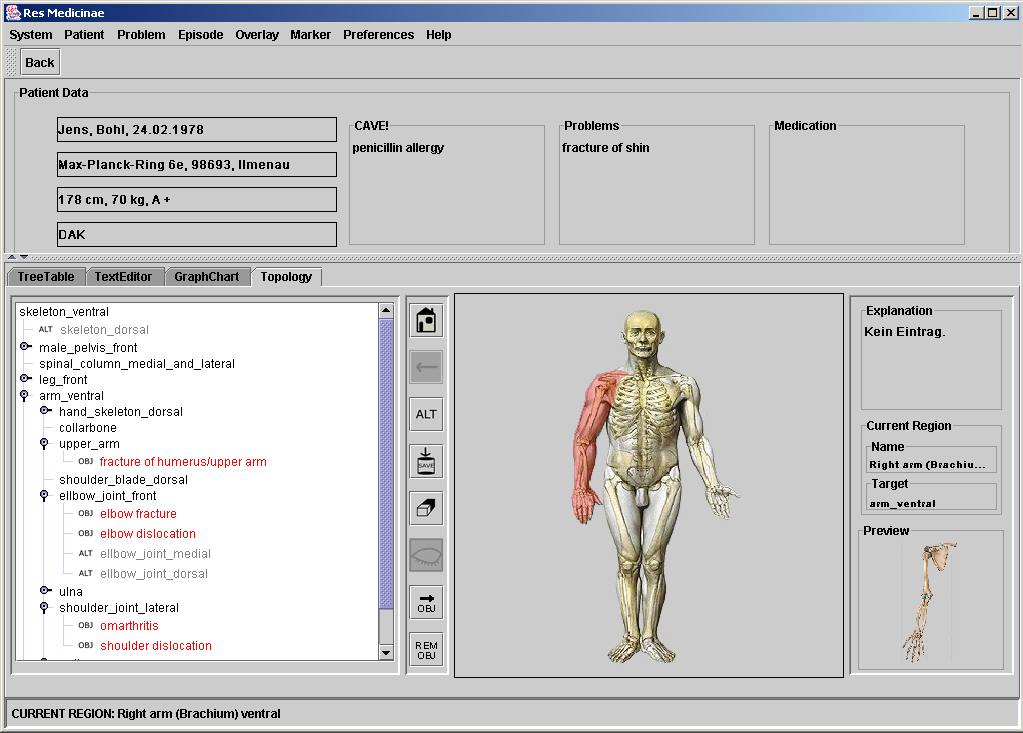 Res Medicinae
System Patient Problem Episode Overlay Marker Preferences Help
Back
Patient Data
Jens, Bohl, 24.02.1978
Max-Planck-Ring 6e, 98693, Ilmenau
178 cm, 70 kg, A +
DAK
CAVE!
penicillin allergy
Problems
fracture of shin
Medication
TreeTable TextEditor GraphChart Topology
skeleton_ventral
ALT skeleton_dorsal
male_pelvis_front
spinal_column_medial_and_lateral
leg_front
arm_ventral
hand_skeleton_dorsal
collarbone
upper_arm
OBJ fracture of humerus/upper arm
shoulder_blade_dorsal
ellbow_joint_front
OBJ elbow fracture
OBJ elbow dislocation
ALT ellbow_joint_medial
ALT ellbow_joint_dorsal
ulna
shoulder_joint_lateral
OBJ omarthritis
OBJ shoulder dislocation
ALT
SAVE
OBJ
REM
OBJ
Explanation
Kein Eintrag.
Current Region
Name
Right arm (Brachiu...
Target
arm_ventral
Preview
CURRENT REGION: Right arm (Brachium) ventral